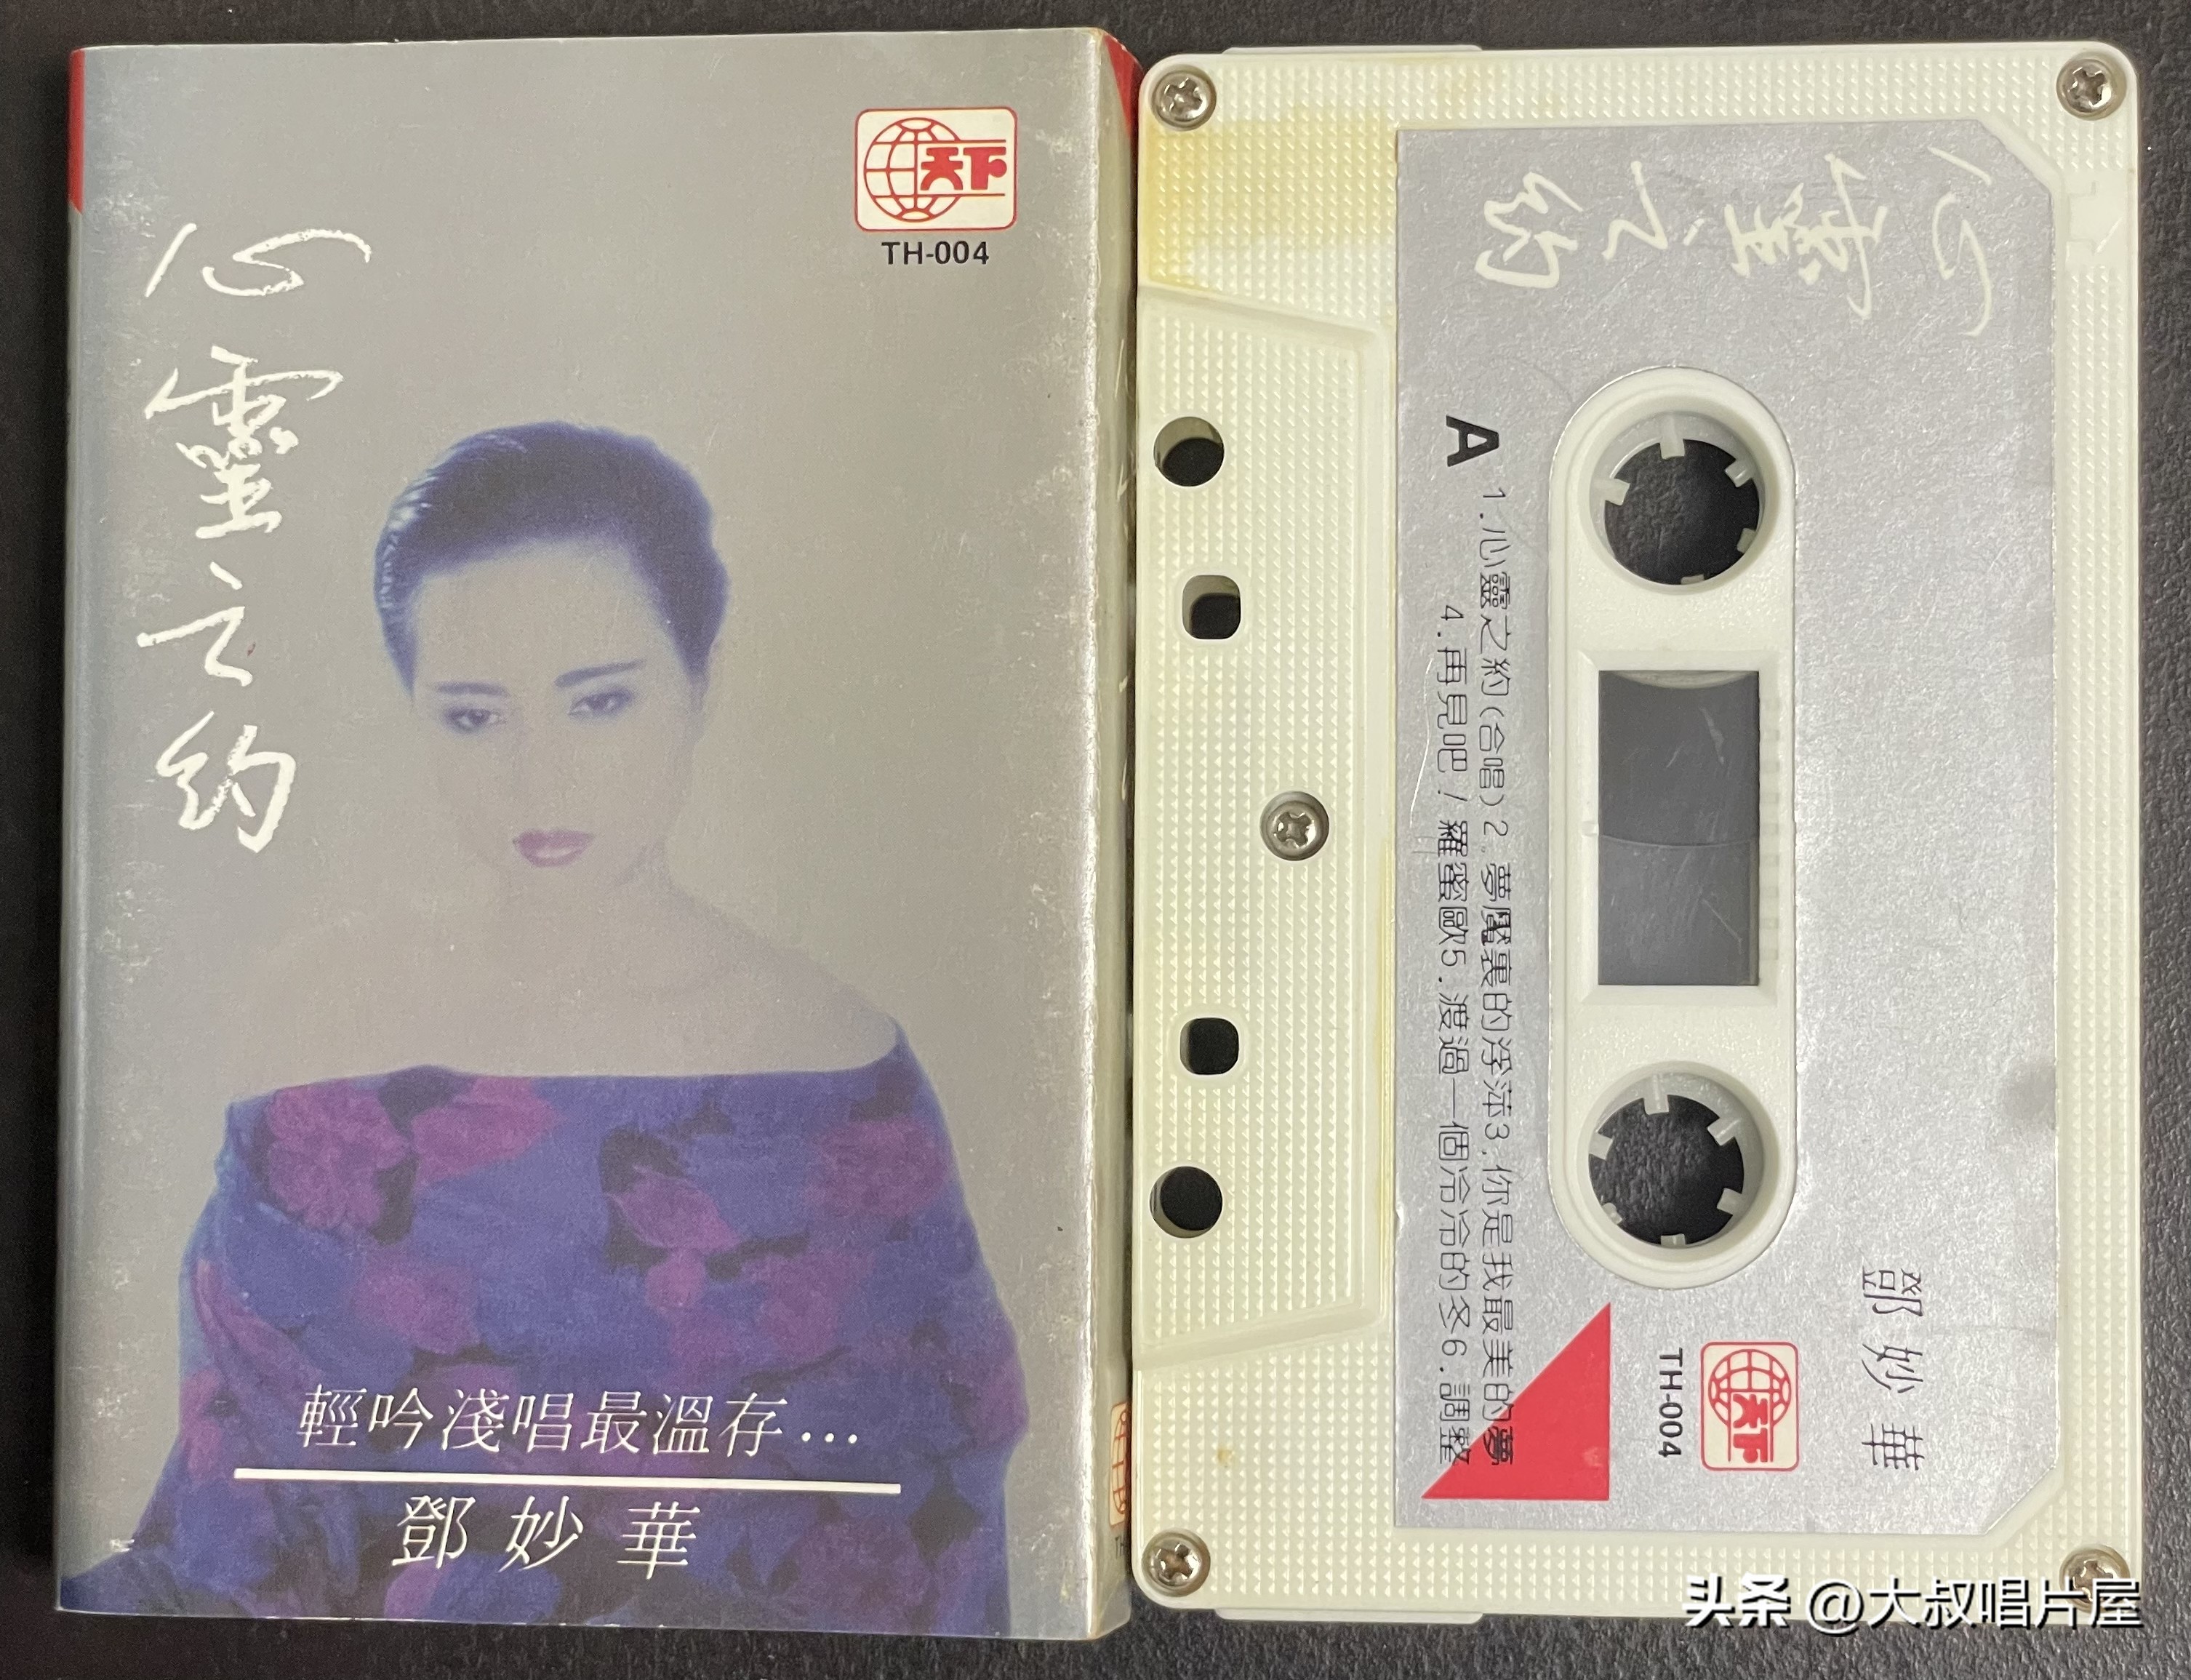 天下
TH-004
心靈之約
輕吟淺唱最溫存...
鄧妙華
心靈之約
A
1.心靈之約(合唱)2.夢魘裏的浮萍3.你是我最美的夢
4.再見吧!羅蜜歐5.渡過一個冷冷的冬6.調整
鄧妙華
天下
TH-004
头条 @大叔唱片屋